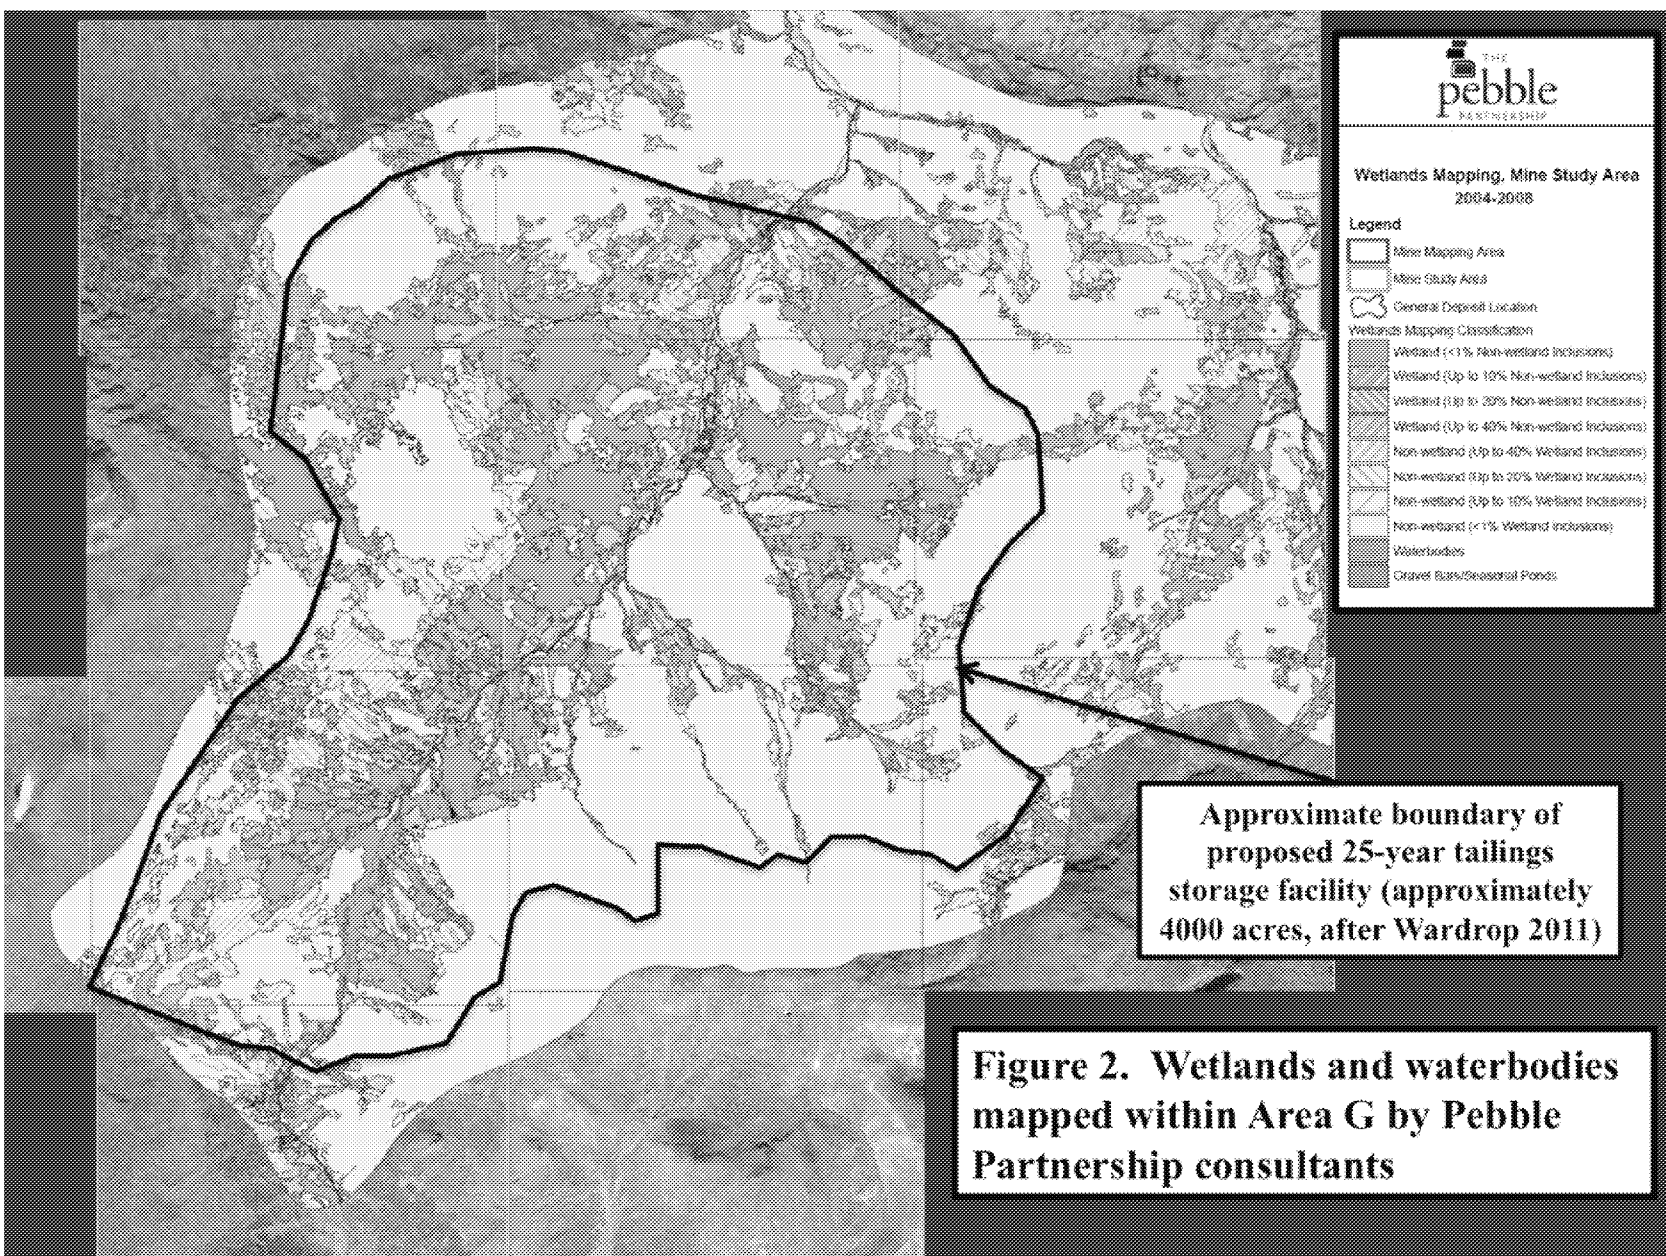 THE
pebble
PARTNERSHIP
Wetlands Mapping, Mine Study Area
2004-2008
Legend
Mine Mapping Area
Mine Study Area
General Deposit Location
Wetlands Mapping Classification
Wetland (<1% Non-wetland Inclusions)
Wetland (Up to 10% Non-wetland Inclusions)
Wetland (Up to 20% Non-wetland Inclusions)
Wetland (Up to 40% Non-wetland Inclusions)
Non-wetland (Up to 40% Wetland Inclusions)
Non-wetland (Up to 20% Wetland Inclusions)
Non-wetland (Up to 10% Wetland Inclusions)
Non-wetland (<1% Wetland Inclusions)
Waterbodies
Gravel Bars/Seasonal Ponds
Approximate boundary of
proposed 25-year tailings
storage facility (approximately
4000 acres, after Wardrop 2011)
Figure 2. Wetlands and waterbodies
mapped within Area G by Pebble
Partnership consultants